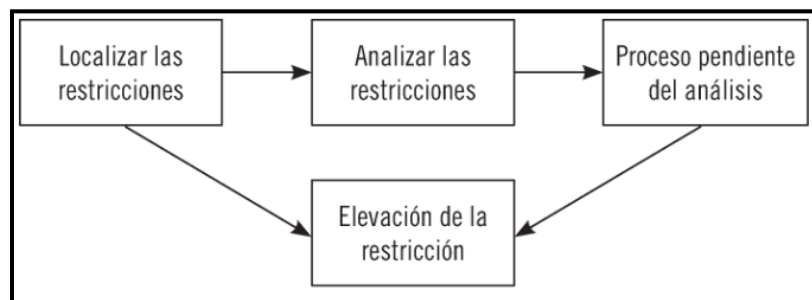 Localizar las
restricciones
Analizar las
restricciones
Proceso pendiente
del análisis
Elevación de la
restricción